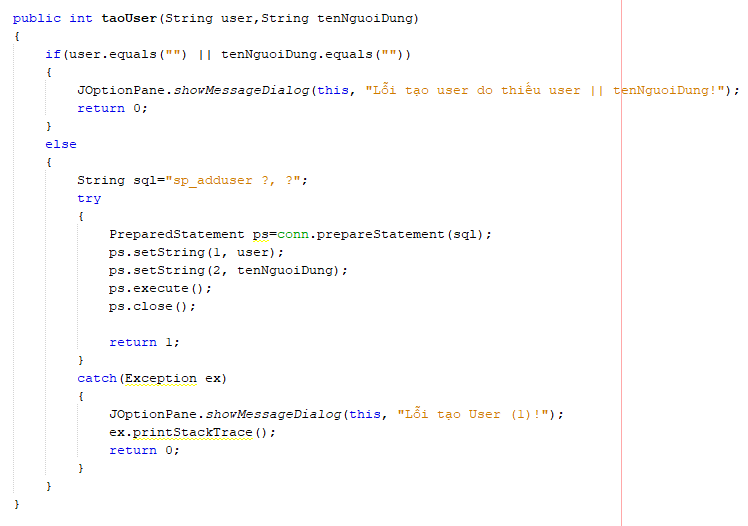 public int taoUser(String user,String tenNguoiDung)
{
if(user.equals("") || tenNguoiDung.equals(""))
{
JOptionPane.showMessageDialog(this, "Lỗi tạo user do thiếu user || tenNguoiDung!");
return 0;
}
else
{
String sql="sp_adduser ?, ?";
try
{
PreparedStatement ps=conn.prepareStatement(sql);
ps.setString(1, user);
ps.setString(2, tenNguoiDung);
ps.execute();
ps.close();
return 1;
}
catch(Exception ex)
{
JOptionPane.showMessageDialog(this, "Lỗi tạo User (1)!");
ex.printStackTrace();
return 0;
}
}
}